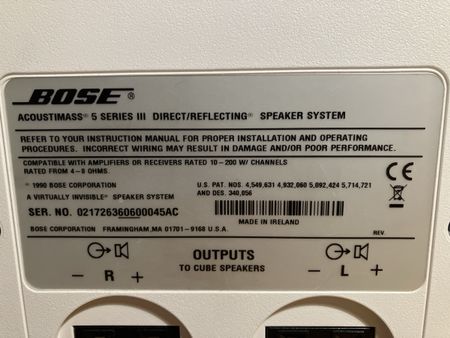 BOSE®
ACOUSTIMASS® 5 SERIES III DIRECT/REFLECTING® SPEAKER SYSTEM
REFER TO YOUR INSTRUCTION MANUAL FOR PROPER INSTALLATION AND OPERATING
PROCEDURES. INCORRECT WIRING MAY RESULT IN DAMAGE AND/OR POOR PERFORMANCE.
COMPATIBLE WITH AMPLIFIERS OR RECEIVERS RATED 10-200 W/ CHANNELS
RATED FROM 4-8 OHMS.
CE
© 1990 BOSE CORPORATION
U.S. PAT. NOS. 4,549,631 4,932,060 5,092,424 5,714,721
A VIRTUALLY INVISIBLE® SPEAKER SYSTEM
AND DES. 340,056
SER. NO. 021726360600045AC
MADE IN IRELAND
BOSE CORPORATION FRAMINGHAM, MA 01701-9168 U.S.A.
REV.
OUTPUTS
TO CUBE SPEAKERS
- R +
- L +